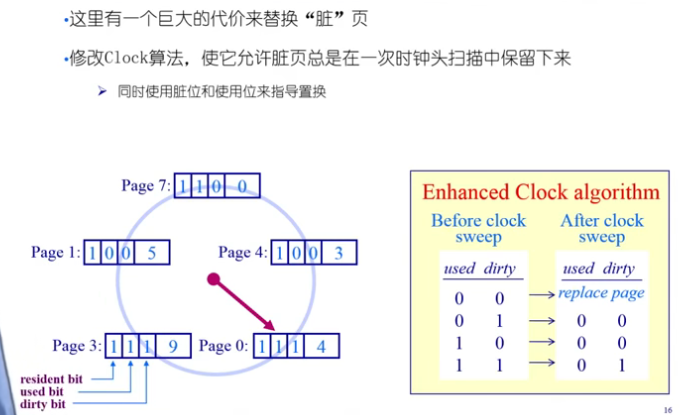 •这里有一个巨大的代价来替换“脏”页
•修改Clock算法，使它允许脏页总是在一次时钟头扫描中保留下来
➢ 同时使用脏位和使用位来指导置换
Page 7: 1 1 0 0
Page 1: 1 0 0 5
Page 4: 1 0 0 3
Page 3: 1 1 1 9
Page 0: 1 1 1 4
resident bit
used bit
dirty bit
Enhanced Clock algorithm
Before clock sweep
After clock sweep
used dirty
used dirty
0 0 → replace page
0 1 → 0 0
1 0 → 0 0
1 1 → 0 1
16